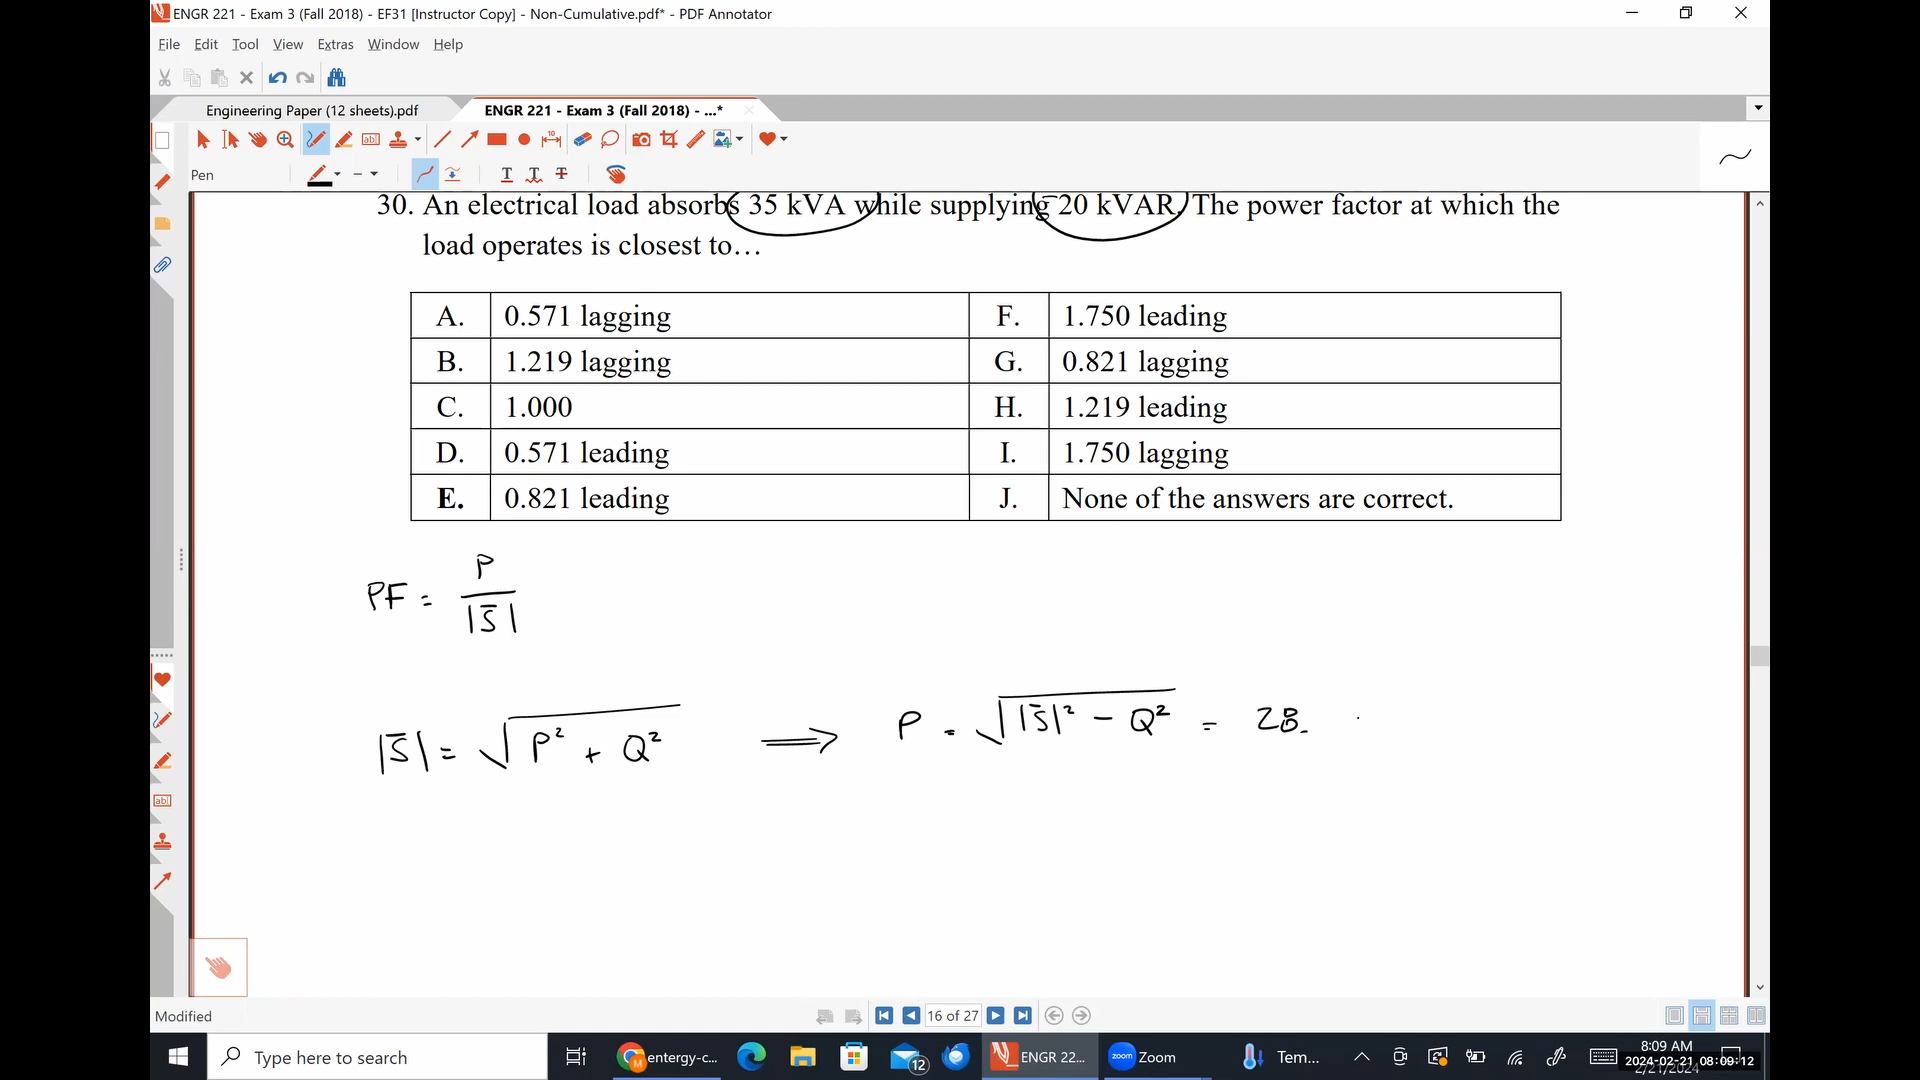 ENGR 221 - Exam 3 (Fall 2018) - EF31 [Instructor Copy] - Non-Cumulative.pdf* - PDF Annotator
File Edit Tool View Extras Window Help
Engineering Paper (12 sheets).pdf
ENGR 221 - Exam 3 (Fall 2018) - ...*
Pen
30. An electrical load absorbs 35 kVA while supplying 20 kVAR. The power factor at which the
load operates is closest to…
A. 0.571 lagging F. 1.750 leading
B. 1.219 lagging G. 0.821 lagging
C. 1.000 H. 1.219 leading
D. 0.571 leading I. 1.750 lagging
E. 0.821 leading J. None of the answers are correct.
PF = P / |S̄|
|S̄| = √P² + Q² ⟹ P = √|S̄|² − Q² = 28.
Modified
16 of 27
Type here to search
entergy-c...
12
ENGR 22...
zoom
Zoom
Tem...
8:09 AM
2024-02-21 08:09:12
2/21/2024